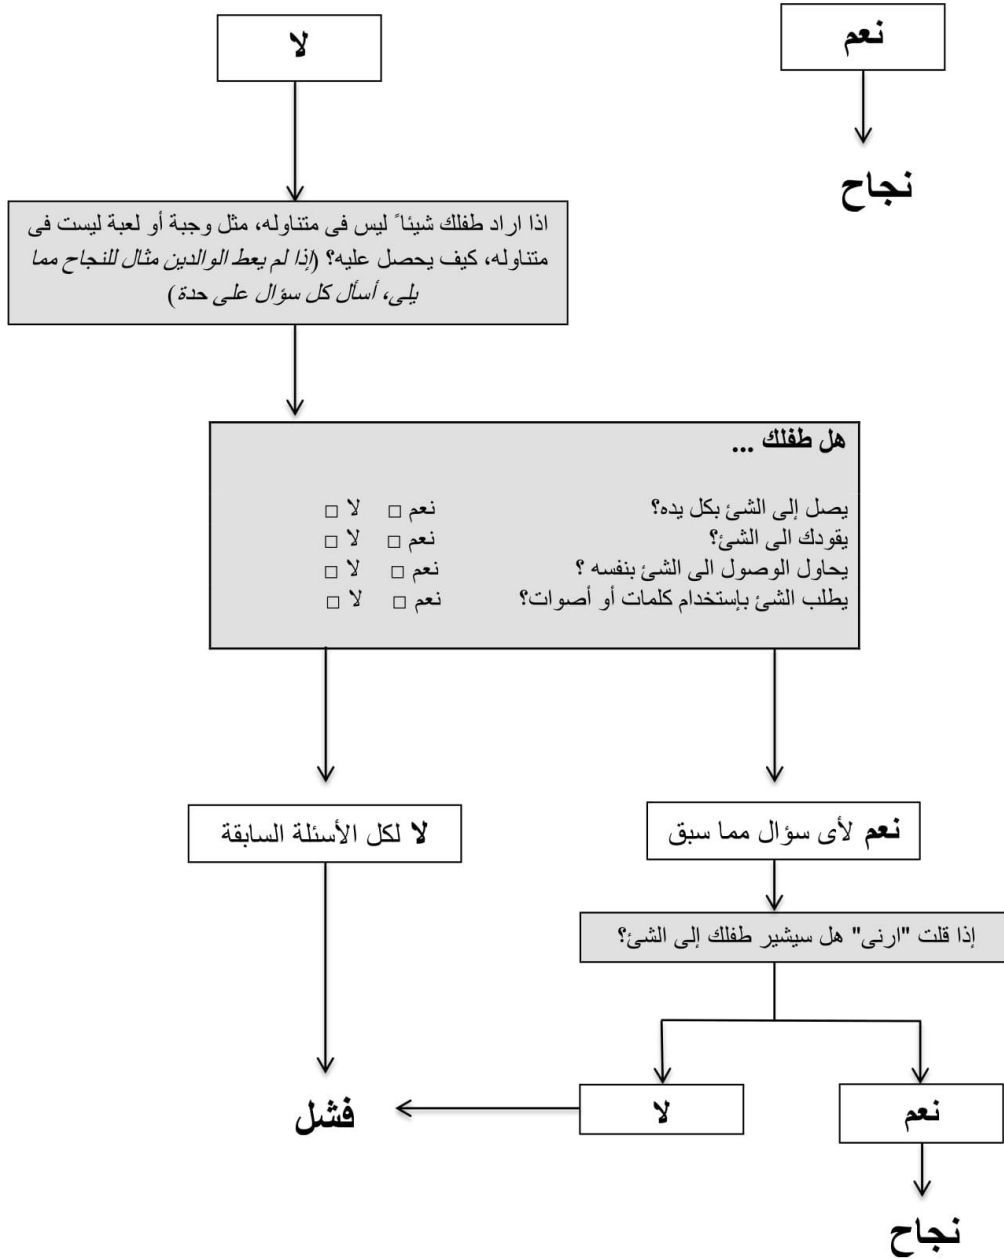 نعم
لا
نجاح
اذا اراد طفلك شيئا ً ليس فى متناوله، مثل وجبة أو لعبة ليست فى
متناوله، كيف يحصل عليه؟ (إذا لم يعط الوالدين مثال للنجاح مما
يلى، أسأل كل سؤال على حدة)
هل طفلك ...
يصل إلى الشئ بكل يده؟ نعم □ لا □
يقودك الى الشئ؟ نعم □ لا □
يحاول الوصول الى الشئ بنفسه ؟ نعم □ لا □
يطلب الشئ بإستخدام كلمات أو أصوات؟ نعم □ لا □
نعم لأى سؤال مما سبق
لا لكل الأسئلة السابقة
إذا قلت "ارنى" هل سيشير طفلك إلى الشئ؟
نعم
لا
فشل
نجاح